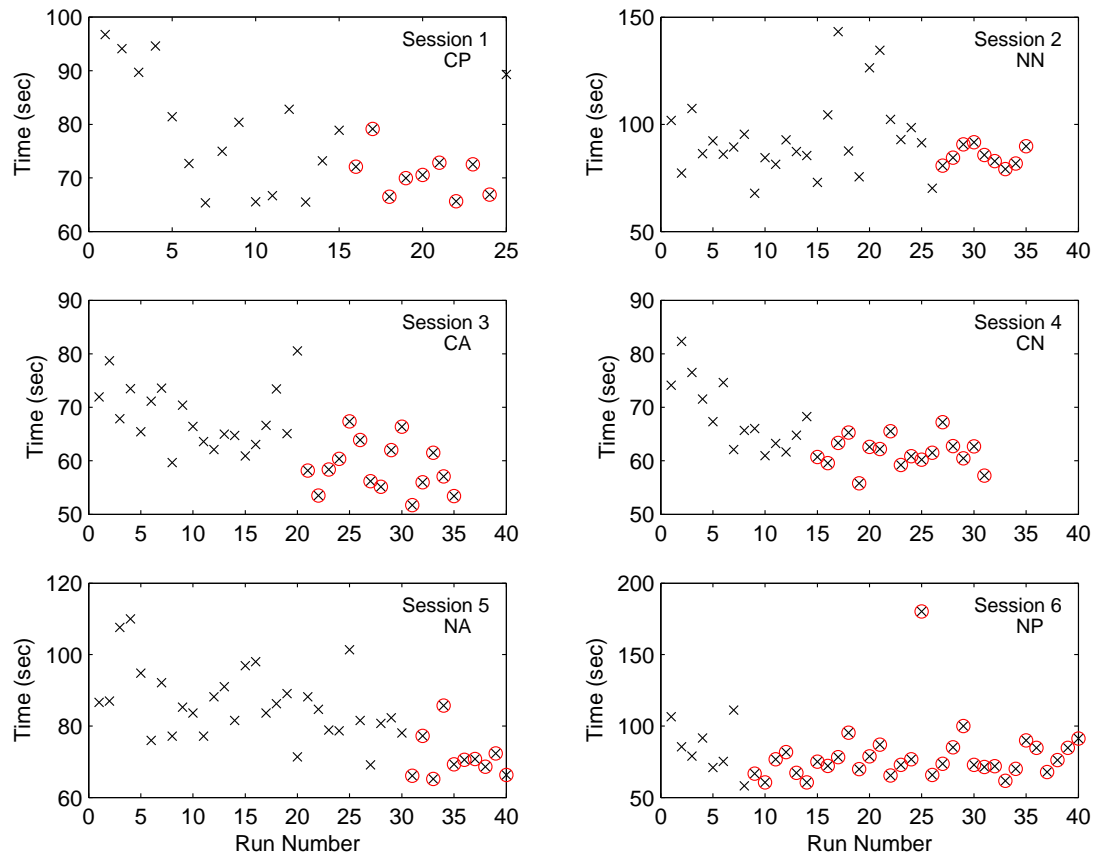 Session 1
CP
100
90
80
70
60
Time (sec)
0 5 10 15 20 25
Session 2
NN
150
100
50
Time (sec)
0 5 10 15 20 25 30 35 40
Session 3
CA
90
80
70
60
50
Time (sec)
0 5 10 15 20 25 30 35 40
Session 4
CN
90
80
70
60
50
Time (sec)
0 5 10 15 20 25 30 35 40
Session 5
NA
120
100
80
60
Time (sec)
0 5 10 15 20 25 30 35 40
Run Number
Session 6
NP
200
150
100
50
Time (sec)
0 5 10 15 20 25 30 35 40
Run Number